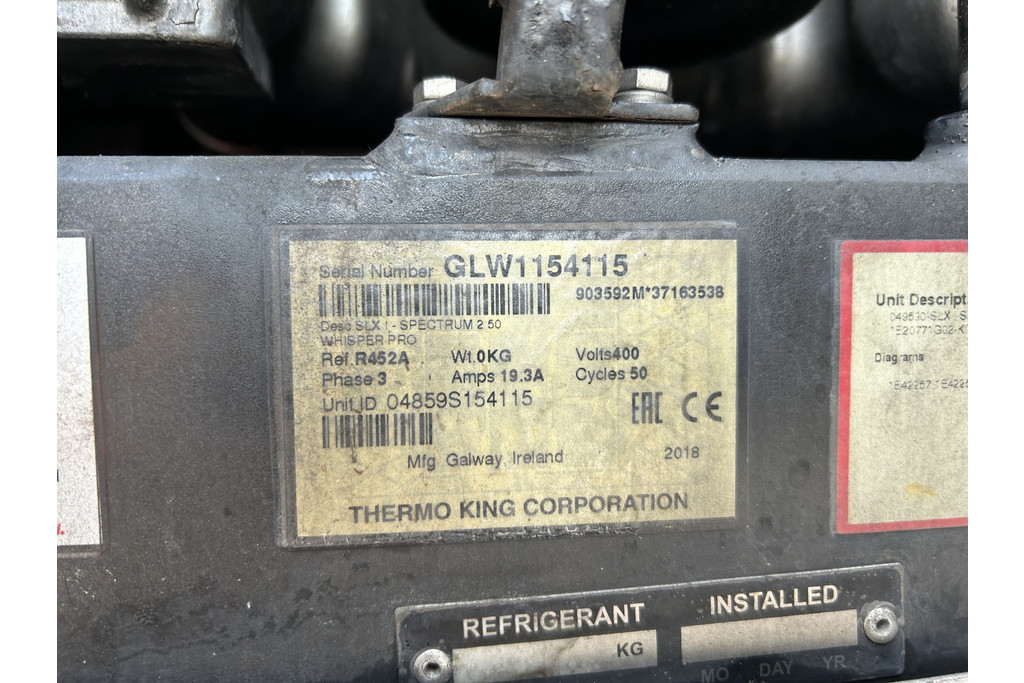 Serial Number GLW1154115
903592M*37163538
Desc SLX I - SPECTRUM 2 50
WHISPER PRO
Ref.R452A Wt.0KG Volts400
Phase 3 Amps 19.3A Cycles 50
Unit ID 04859S154115
EAC CE
Mfg Galway, Ireland 2018
THERMO KING CORPORATION
Unit Descript
Diagrams
REFRIGERANT INSTALLED
KG
MO DAY YR